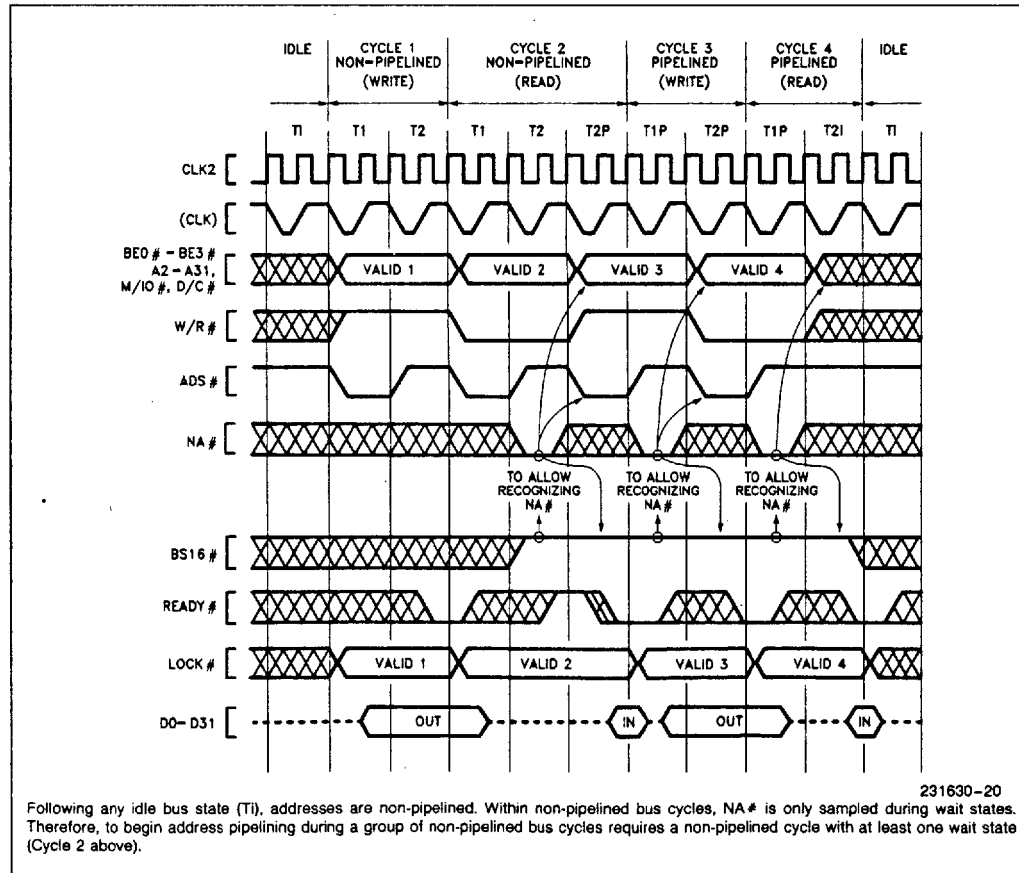 IDLE CYCLE 1 CYCLE 2 CYCLE 3 CYCLE 4 IDLE
NON-PIPELINED NON-PIPELINED PIPELINED PIPELINED
(WRITE) (READ) (WRITE) (READ)
TI T1 T2 T1 T2 T2P T1P T2P T1P T2I TI
CLK2
(CLK)
BE0 # - BE3 #
A2 - A31,
M/IO #, D/C #
VALID 1 VALID 2 VALID 3 VALID 4
W/R #
ADS #
NA #
TO ALLOW TO ALLOW TO ALLOW
RECOGNIZING RECOGNIZING RECOGNIZING
NA # NA # NA #
BS16 #
READY #
LOCK # VALID 1 VALID 2 VALID 3 VALID 4
D0 - D31 OUT IN OUT IN
231630-20
Following any idle bus state (Ti), addresses are non-pipelined. Within non-pipelined bus cycles, NA# is only sampled during wait states.
Therefore, to begin address pipelining during a group of non-pipelined bus cycles requires a non-pipelined cycle with at least one wait state
(Cycle 2 above).